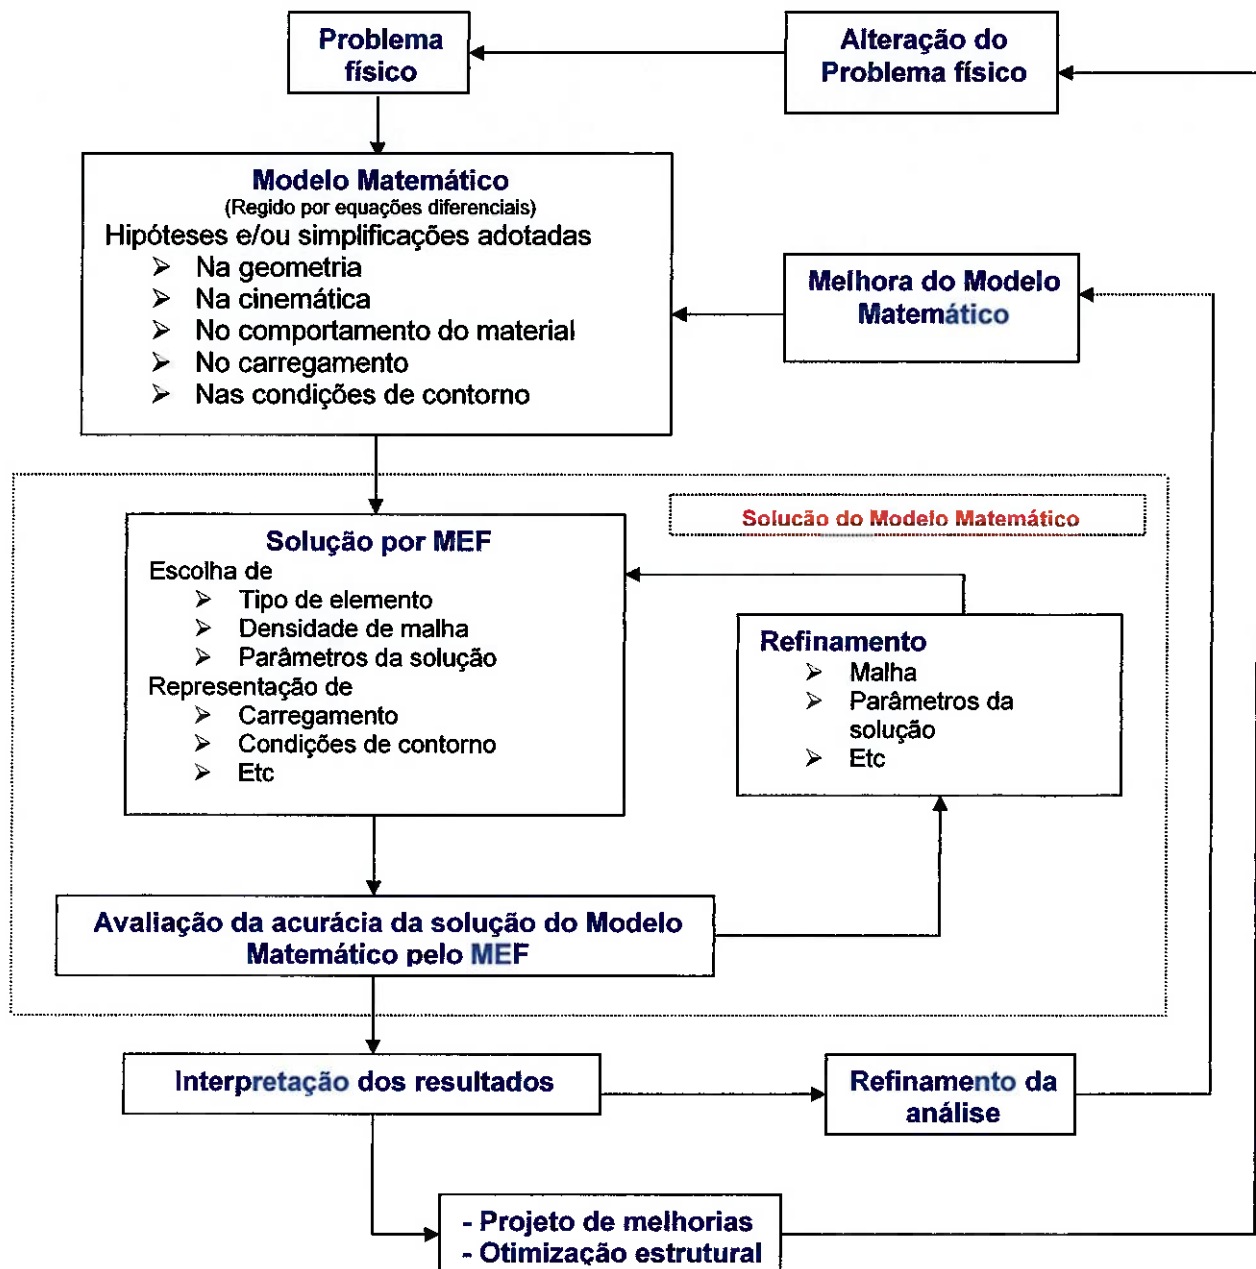 Problema
físico
Alteração do
Problema físico
Modelo Matemático
(Regido por equações diferenciais)
Hipóteses e/ou simplificações adotadas
➢ Na geometria
➢ Na cinemática
➢ No comportamento do material
➢ No carregamento
➢ Nas condições de contorno
Melhora do Modelo
Matemático
Solucão do Modelo Matemático
Solução por MEF
Escolha de
➢ Tipo de elemento
➢ Densidade de malha
➢ Parâmetros da solução
Representação de
➢ Carregamento
➢ Condições de contorno
➢ Etc
Refinamento
➢ Malha
➢ Parâmetros da
solução
➢ Etc
Avaliação da acurácia da solução do Modelo
Matemático pelo MEF
Interpretação dos resultados
Refinamento da
análise
- Projeto de melhorias
- Otimização estrutural